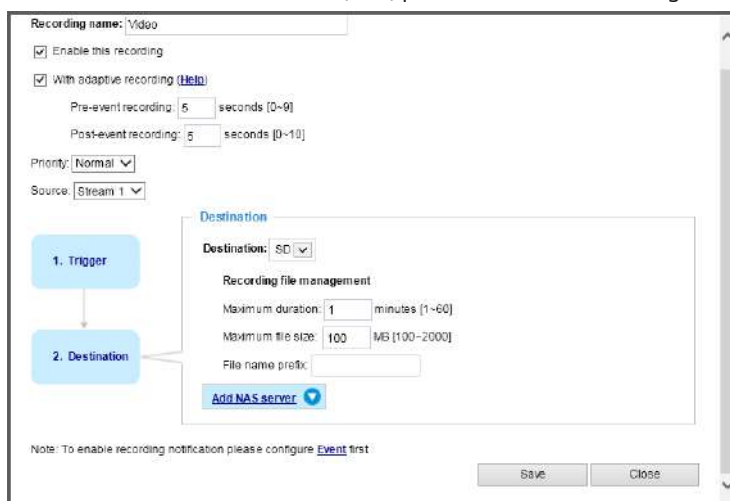 Recording name: Video
Enable this recording
With adaptive recording (Help)
Pre-event recording: 5 seconds [0~9]
Post-event recording: 5 seconds [0~10]
Priority: Normal
Source: Stream 1
Destination
Destination: SD
1. Trigger
Recording file management
Maximum duration: 1 minutes [1~60]
Maximum file size: 100 MB [100~2000]
2. Destination
File name prefix:
Add NAS server
Note: To enable recording notification please configure Event first
Save Close